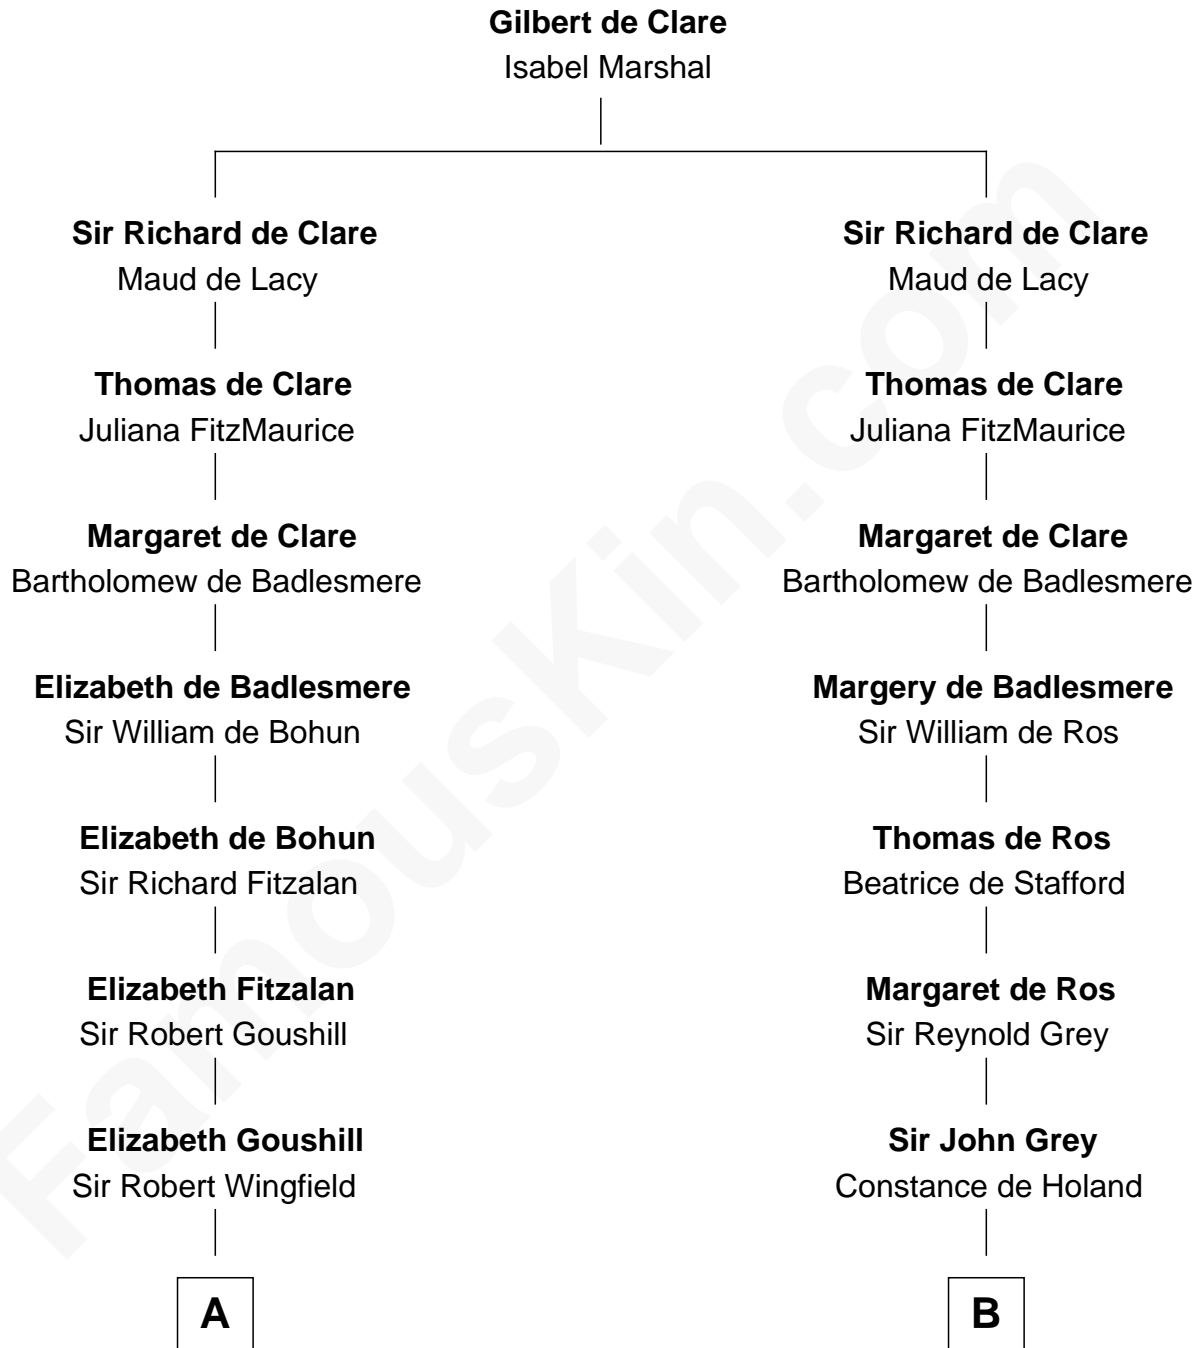 Gilbert de Clare
Isabel Marshal
Sir Richard de Clare
Maud de Lacy
Thomas de Clare
Juliana FitzMaurice
Margaret de Clare
Bartholomew de Badlesmere
Elizabeth de Badlesmere
Sir William de Bohun
Elizabeth de Bohun
Sir Richard Fitzalan
Elizabeth Fitzalan
Sir Robert Goushill
Elizabeth Goushill
Sir Robert Wingfield
A
Sir Richard de Clare
Maud de Lacy
Thomas de Clare
Juliana FitzMaurice
Margaret de Clare
Bartholomew de Badlesmere
Margery de Badlesmere
Sir William de Ros
Thomas de Ros
Beatrice de Stafford
Margaret de Ros
Sir Reynold Grey
Sir John Grey
Constance de Holand
B
FamousKin.com